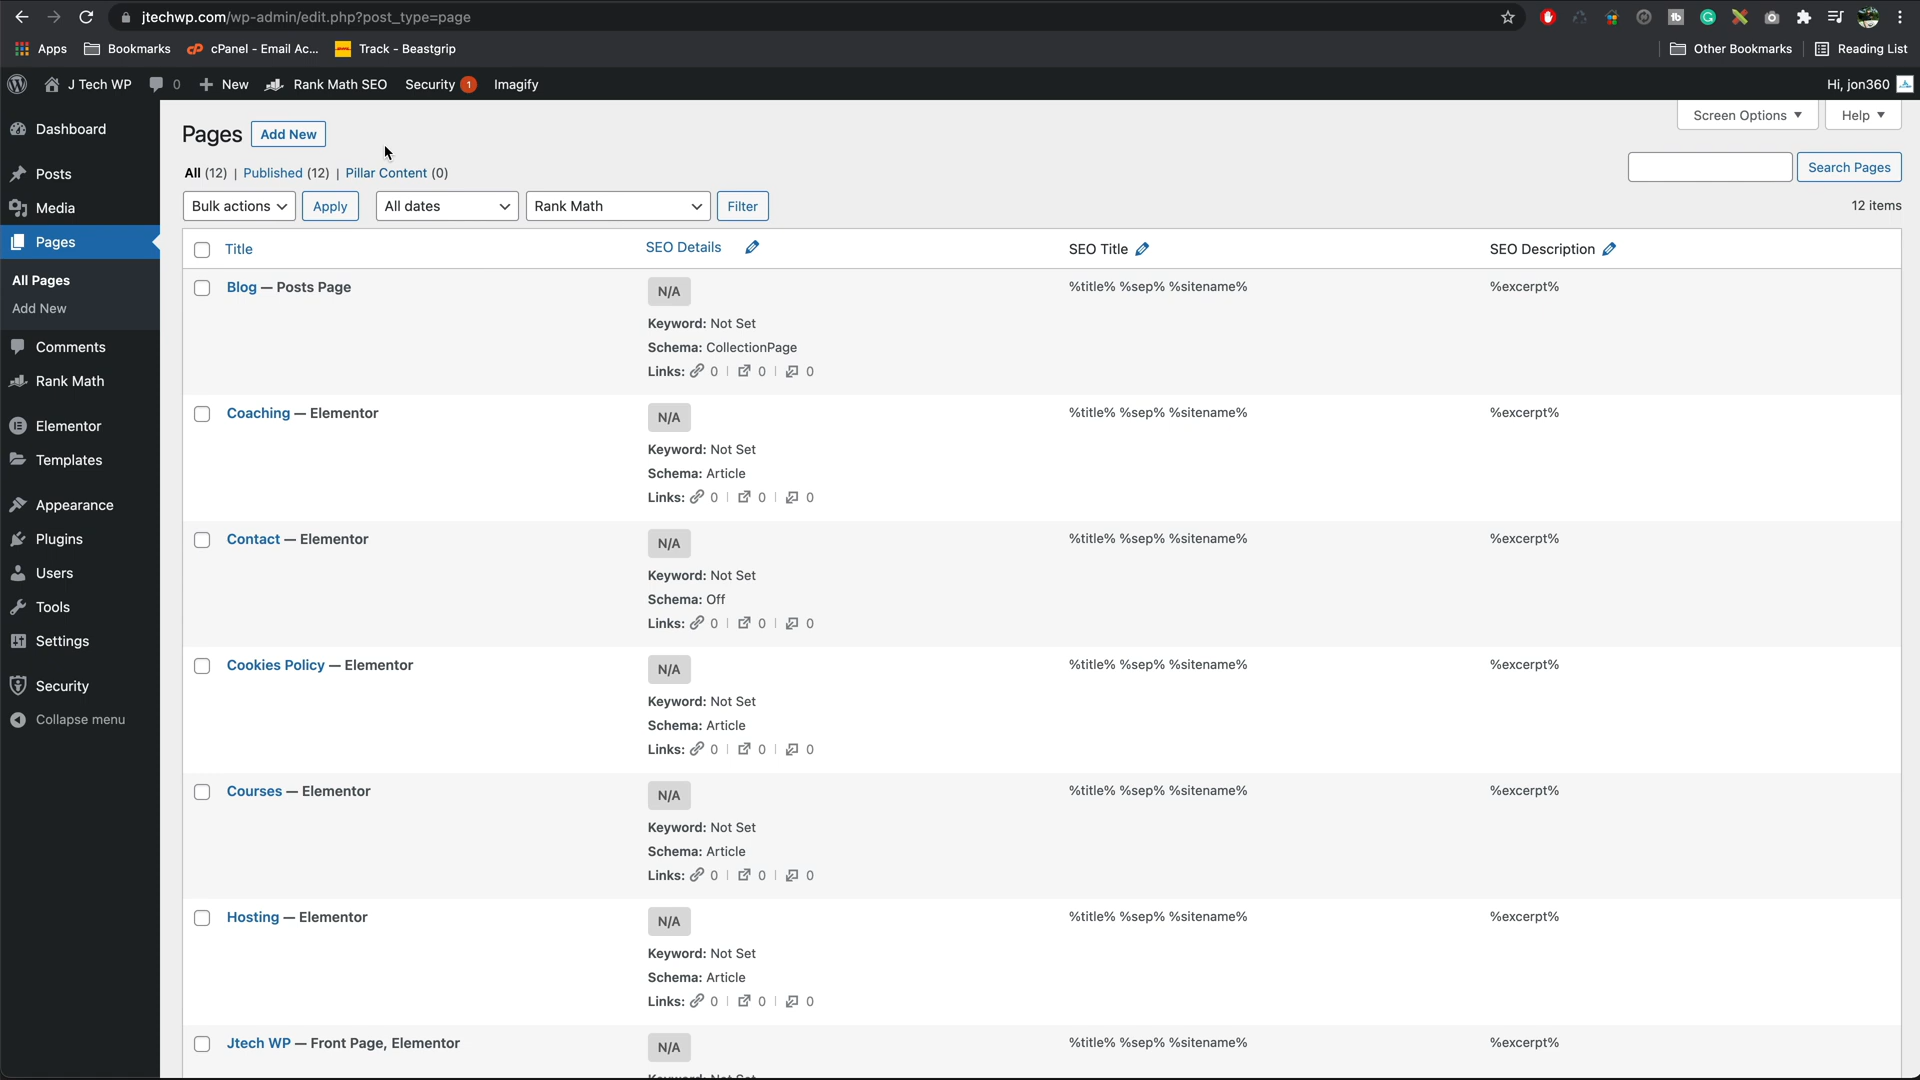 jtechwp.com/wp-admin/edit.php?post_type=page
Apps Bookmarks cPanel - Email Ac... Track - Beastgrip Other Bookmarks Reading List
J Tech WP 0 New Rank Math SEO Security 1 Imagify Hi, jon360
Dashboard
Posts
Media
Pages
All Pages
Add New
Comments
Rank Math
Elementor
Templates
Appearance
Plugins
Users
Tools
Settings
Security
Collapse menu
Screen Options Help
Pages Add New
All (12) | Published (12) | Pillar Content (0)
Search Pages
Bulk actions Apply All dates Rank Math Filter 12 items
Title SEO Details SEO Title SEO Description
Blog — Posts Page N/A %title% %sep% %sitename% %excerpt%
Keyword: Not Set
Schema: CollectionPage
Links: 0 | 0 | 0
Coaching — Elementor N/A %title% %sep% %sitename% %excerpt%
Keyword: Not Set
Schema: Article
Links: 0 | 0 | 0
Contact — Elementor N/A %title% %sep% %sitename% %excerpt%
Keyword: Not Set
Schema: Off
Links: 0 | 0 | 0
Cookies Policy — Elementor N/A %title% %sep% %sitename% %excerpt%
Keyword: Not Set
Schema: Article
Links: 0 | 0 | 0
Courses — Elementor N/A %title% %sep% %sitename% %excerpt%
Keyword: Not Set
Schema: Article
Links: 0 | 0 | 0
Hosting — Elementor N/A %title% %sep% %sitename% %excerpt%
Keyword: Not Set
Schema: Article
Links: 0 | 0 | 0
Jtech WP — Front Page, Elementor N/A %title% %sep% %sitename% %excerpt%